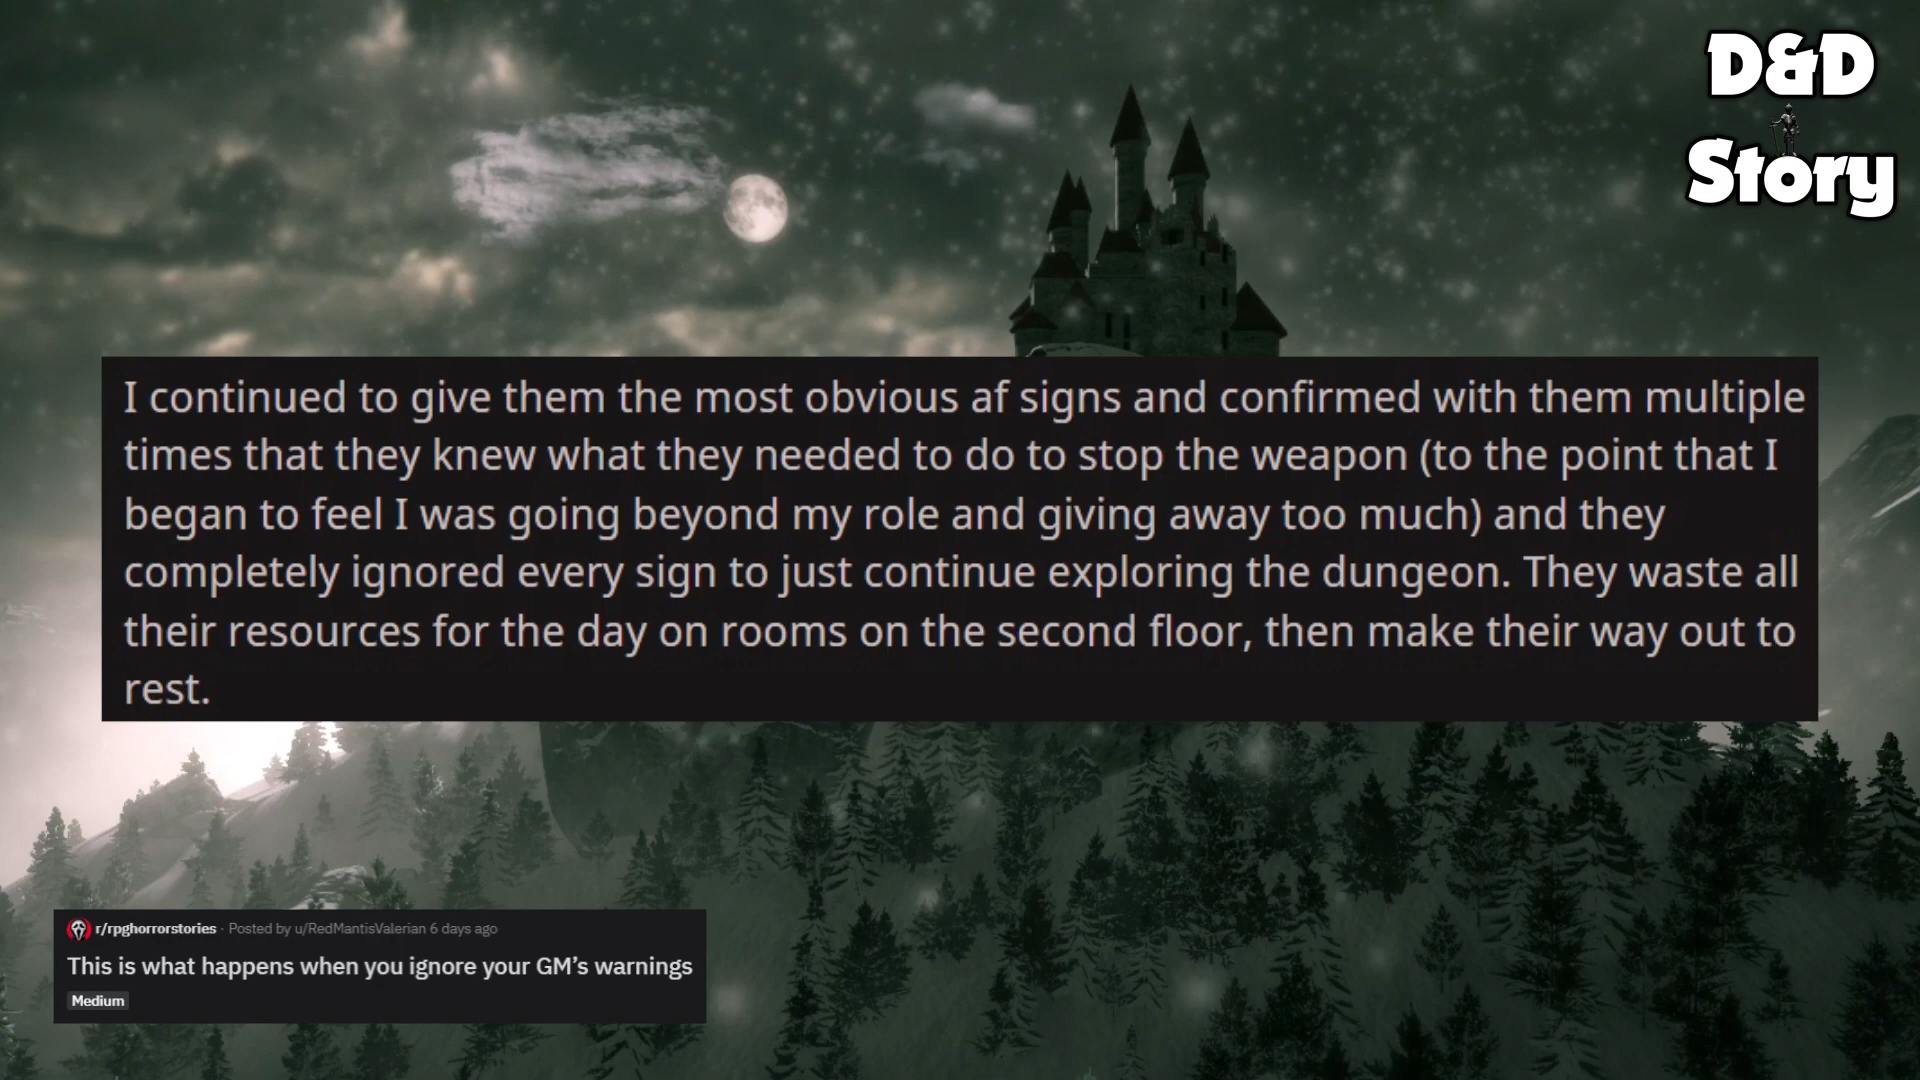 D&D
Story
I continued to give them the most obvious af signs and confirmed with them multiple
times that they knew what they needed to do to stop the weapon (to the point that I
began to feel I was going beyond my role and giving away too much) and they
completely ignored every sign to just continue exploring the dungeon. They waste all
their resources for the day on rooms on the second floor, then make their way out to
rest.
r/rpghorrorstories · Posted by u/RedMantisValerian 6 days ago
This is what happens when you ignore your GM’s warnings
Medium